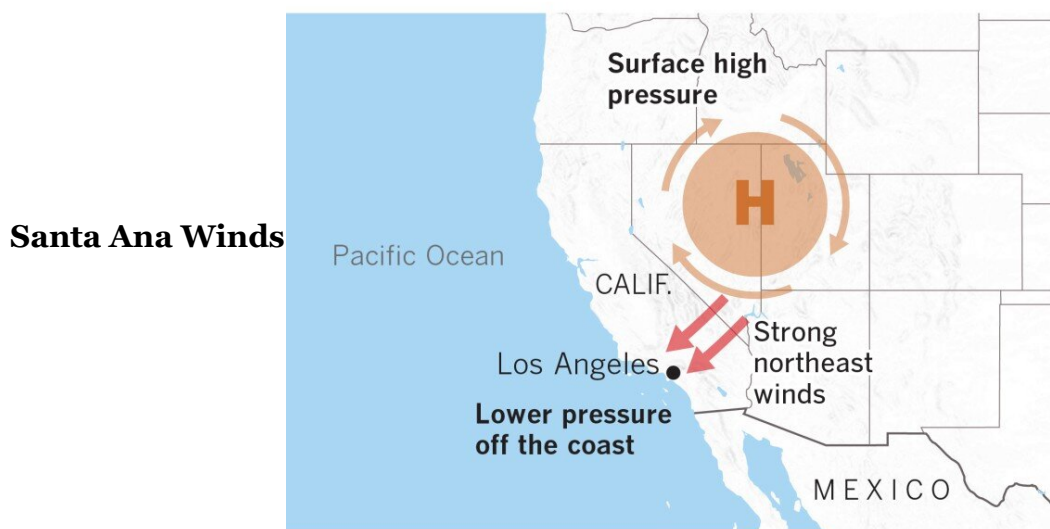 Santa Ana Winds
Surface high
pressure
H
Pacific Ocean
CALIF.
Strong
northeast
winds
Los Angeles
Lower pressure
off the coast
MEXICO